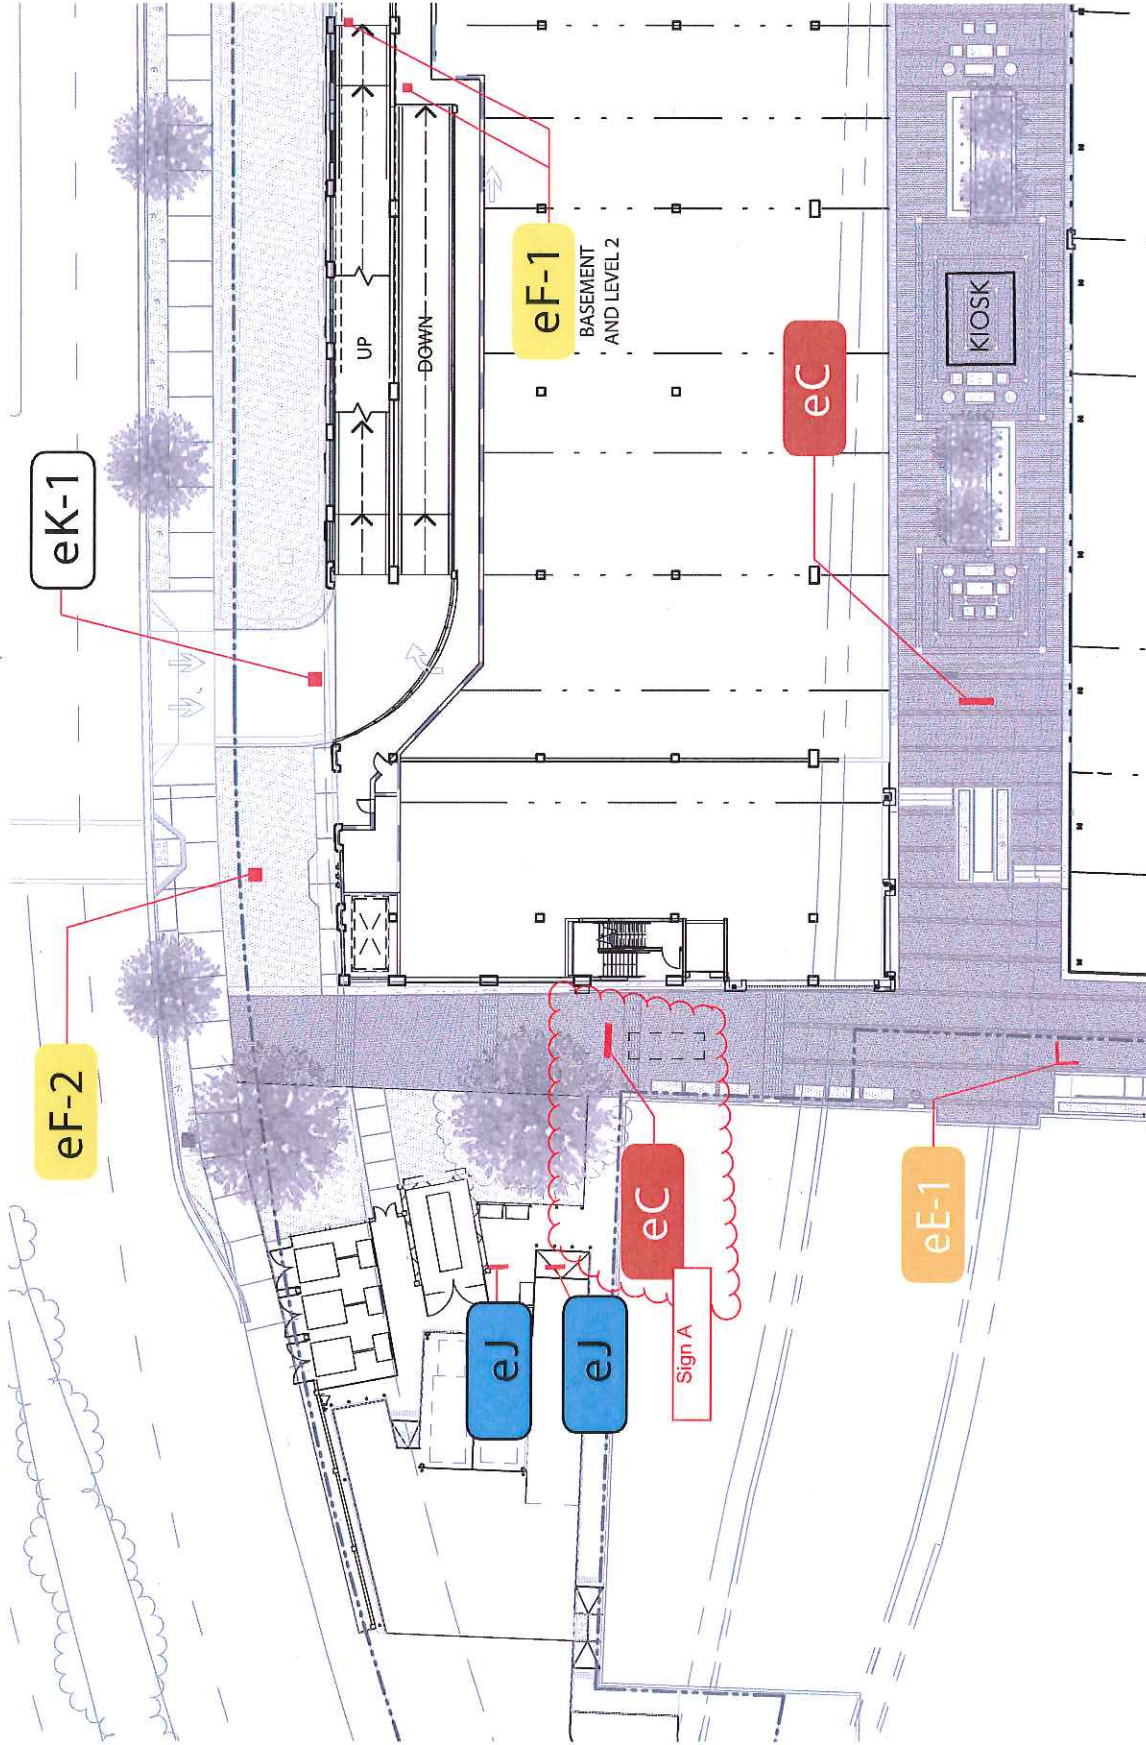 eK-1
eF-2
UP
DOWN
eF-1
BASEMENT
AND LEVEL 2
eC
KIOSK
eJ
eJ
eC
Sign A
eE-1